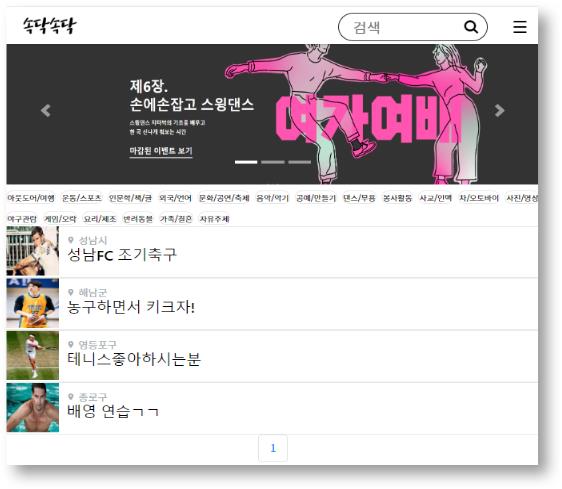 속닥속닥
검색
제6장.
손에손잡고 스윙댄스
스윙댄스 지터벅의 기초를 배우고
한 곡 신나게 춰보는 시간
마감된 이벤트 보기
여가여배
아웃도어/여행 운동/스포츠 인문학/책/글 외국/언어 문화/공연/축제 음악/악기 공예/만들기 댄스/무용 봉사활동 사교/인맥 차/오토바이 사진/영상
야구관람 게임/오락 요리/제조 반려동물 가족/결혼 자유주제
성남시
성남FC 조기축구
해남군
농구하면서 키크자!
영등포구
테니스좋아하시는분
종로구
배영 연습ㄱㄱ
1